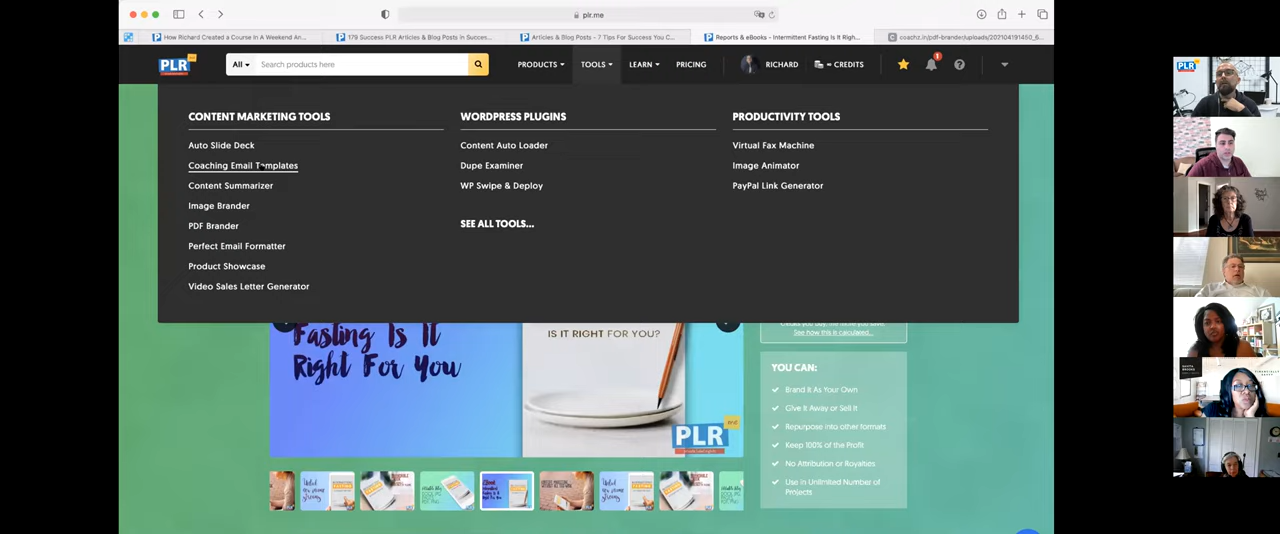 plr.me
How Richard Created a Course In A Weekend An...
179 Success PLR Articles & Blog Posts in Succes...
Articles & Blog Posts - 7 Tips For Success You C...
Reports & eBooks - Intermittent Fasting Is It Righ...
PLR
All
Search products here
PRODUCTS
TOOLS
LEARN
PRICING
RICHARD
∞ CREDITS
1
CONTENT MARKETING TOOLS
Auto Slide Deck
Coaching Email Templates
Content Summarizer
Image Brander
PDF Brander
Perfect Email Formatter
Product Showcase
Video Sales Letter Generator
WORDPRESS PLUGINS
Content Auto Loader
Dupe Examiner
WP Swipe & Deploy
SEE ALL TOOLS...
PRODUCTIVITY TOOLS
Virtual Fax Machine
Image Animator
PayPal Link Generator
Fasting Is It
Right For You
IS IT RIGHT FOR YOU?
PLR
See how this is calculated...
YOU CAN:
Brand It As Your Own
Give It Away or Sell It
Repurpose into other formats
Keep 100% of the Profit
No Attribution or Royalties
Use in Unlimited Number of
Projects
PLR